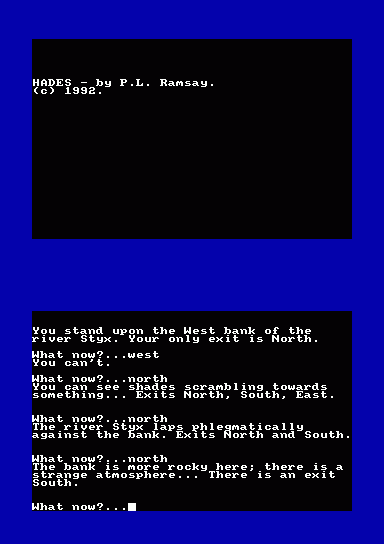 HADES - by P.L. Ramsay.
(c) 1992.
You stand upon the West bank of the
river Styx. Your only exit is North.
What now?...west
You can't.
What now?...north
You can see shades scrambling towards
something... Exits North, South, East.
What now?...north
The river Styx laps phlegmatically
against the bank. Exits North and South.
What now?...north
The bank is more rocky here; there is a
strange atmosphere... There is an exit
South.
What now?...